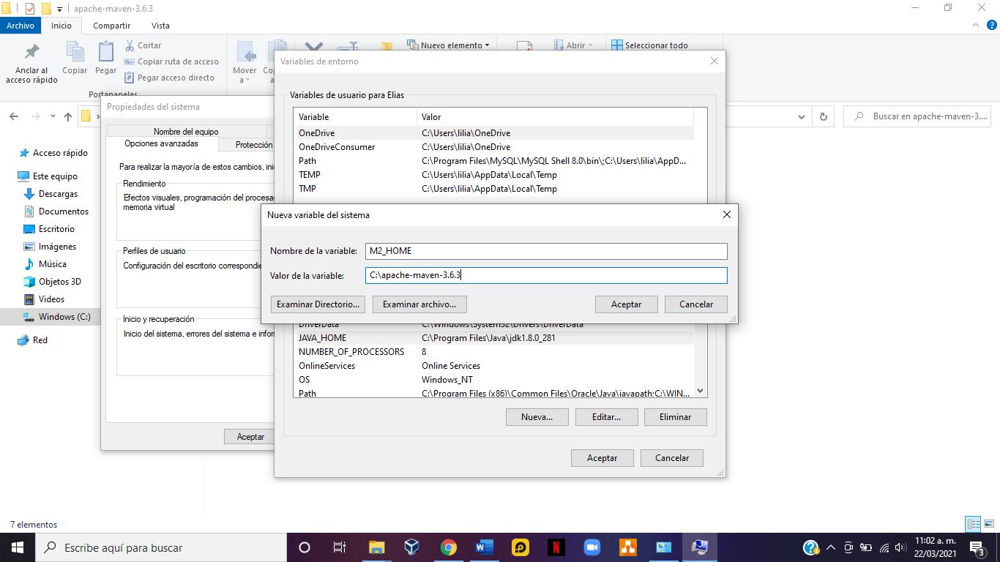 apache-maven-3.6.3
Archivo Inicio Compartir Vista
Anclar al acceso rápido
Copiar
Pegar
Cortar
Copiar ruta de acceso
Pegar acceso directo
Portapapeles
Mover a
Nuevo elemento
Abrir
Seleccionar todo
Buscar en apache-maven-3....
Acceso rápido
Este equipo
Descargas
Documentos
Escritorio
Imágenes
Música
Objetos 3D
Videos
Windows (C:)
Red
7 elementos
Propiedades del sistema
Nombre del equipo
Opciones avanzadas
Protección
Para realizar la mayoría de estos cambios,
Rendimiento
Efectos visuales, programación del
memoria virtual
Perfiles de usuario
Configuración del escritorio
Inicio y recuperación
Inicio del sistema, errores del sistema e
Aceptar
Variables de entorno
Variables de usuario para Elias
Variable Valor
OneDrive C:\Users\lilia\OneDrive
OneDriveConsumer C:\Users\lilia\OneDrive
Path C:\Program Files\MySQL\MySQL Shell 8.0\bin\;C:\Users\lilia\AppD...
TEMP C:\Users\lilia\AppData\Local\Temp
TMP C:\Users\lilia\AppData\Local\Temp
Nueva variable del sistema
Nombre de la variable: M2_HOME
Valor de la variable: C:\apache-maven-3.6.3
Examinar Directorio... Examinar archivo... Aceptar Cancelar
DriverData C:\Windows\System32\Drivers\DriverData
JAVA_HOME C:\Program Files\Java\jdk1.8.0_281
NUMBER_OF_PROCESSORS 8
OnlineServices Online Services
OS Windows_NT
Path C:\Program Files (x86)\Common Files\Oracle\Java\javapath;C:\WIN...
Nueva... Editar... Eliminar
Aceptar Cancelar
Escribe aquí para buscar
11:02 a. m.
22/03/2021
3